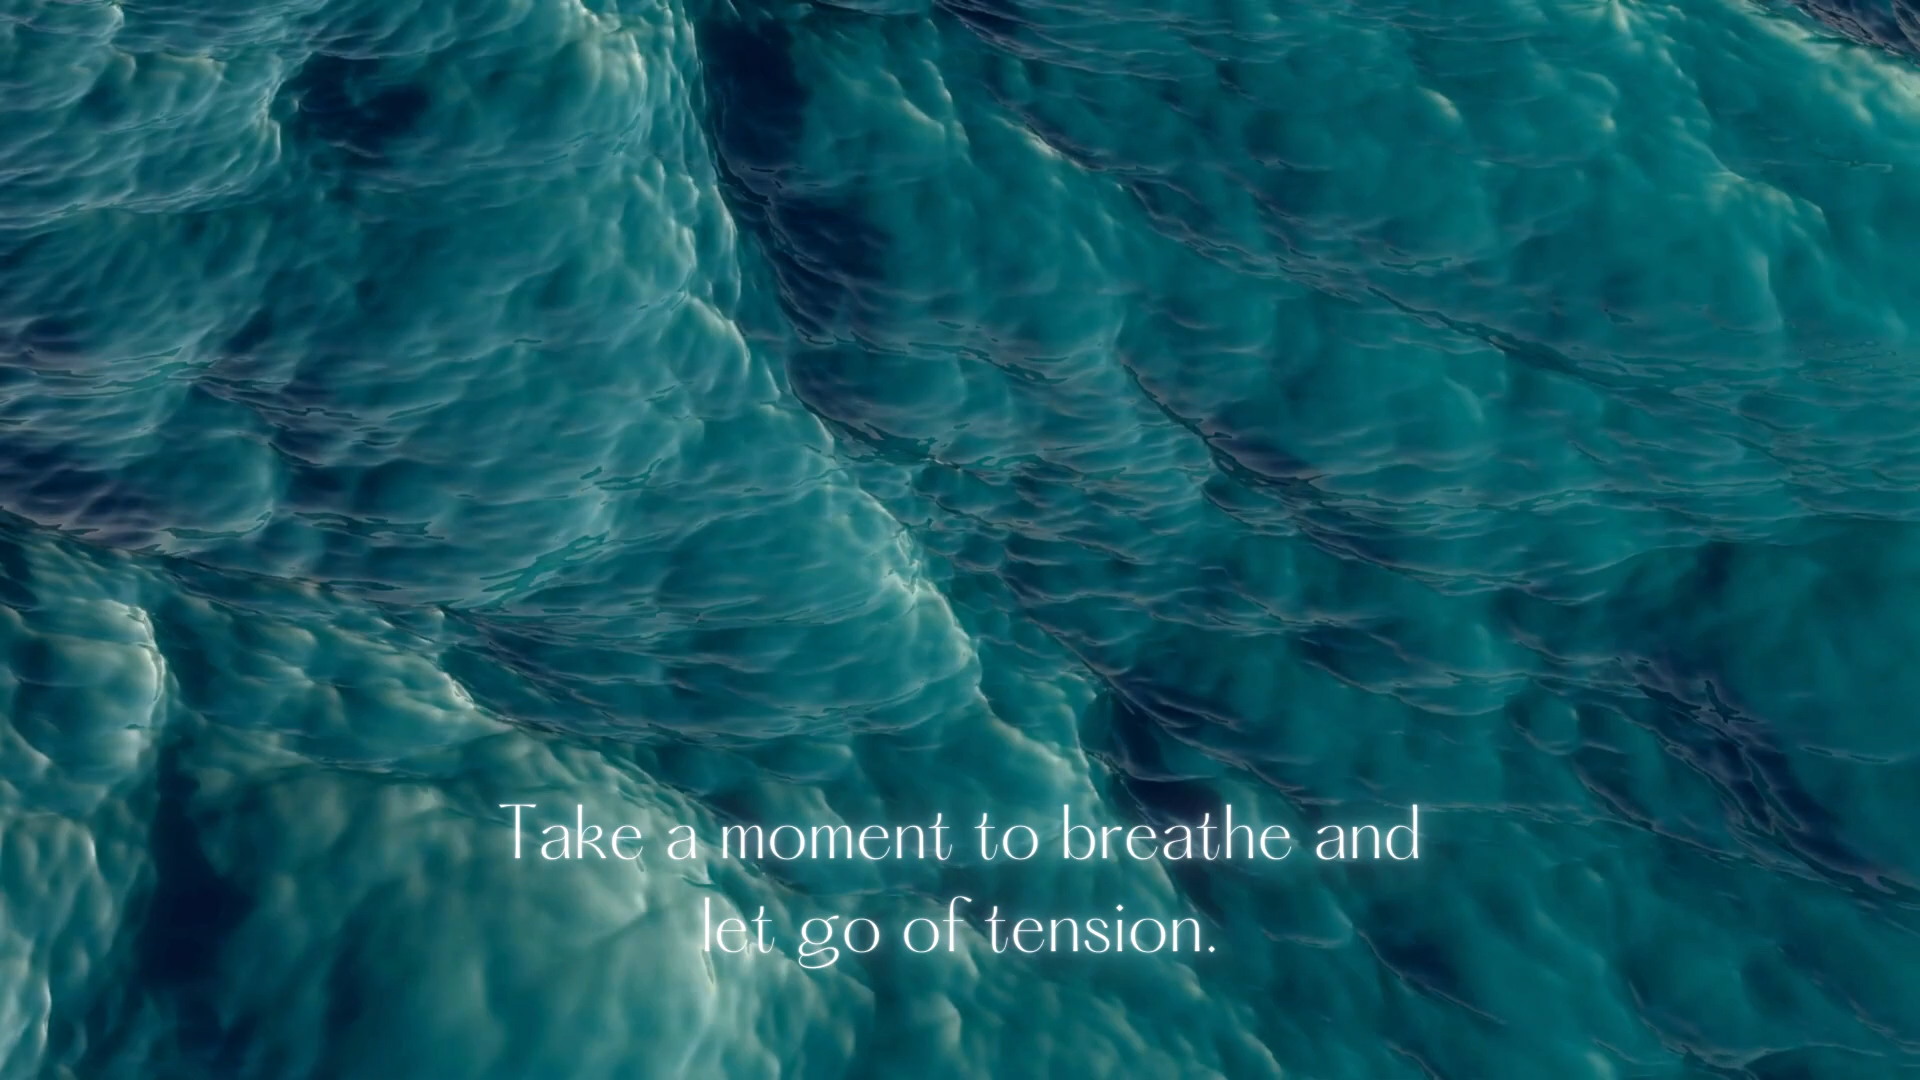 Take a moment to breathe and
let go of tension.